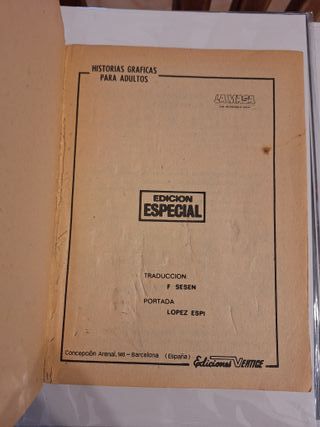 HISTORIAS GRAFICAS
PARA ADULTOS
LA MASA
EDICION
ESPECIAL
TRADUCCION
F SESEN
PORTADA
LOPEZ ESPI
Concepción Arenal, 145 – Barcelona (España)
Ediciones VERTICE